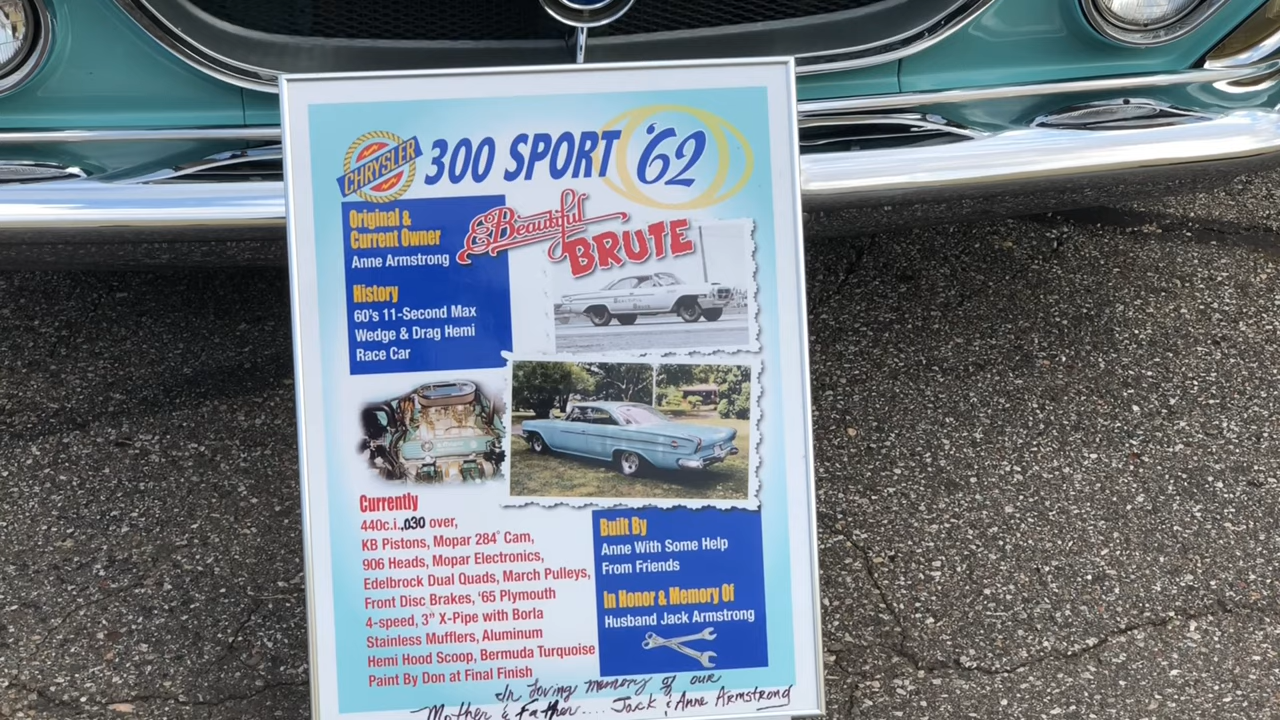 CHRYSLER
300 SPORT '62
Beautiful
BRUTE
Original &
Current Owner
Anne Armstrong
History
60's 11-Second Max
Wedge & Drag Hemi
Race Car
Currently
440c.i.,.030 over,
KB Pistons, Mopar 284° Cam,
906 Heads, Mopar Electronics,
Edelbrock Dual Quads, March Pulleys,
Front Disc Brakes, '65 Plymouth
4-speed, 3" X-Pipe with Borla
Stainless Mufflers, Aluminum
Hemi Hood Scoop, Bermuda Turquoise
Paint By Don at Final Finish
Built By
Anne With Some Help
From Friends
In Honor & Memory Of
Husband Jack Armstrong
In Loving memory of our
Mother & Father.... Jack & Anne Armstrong